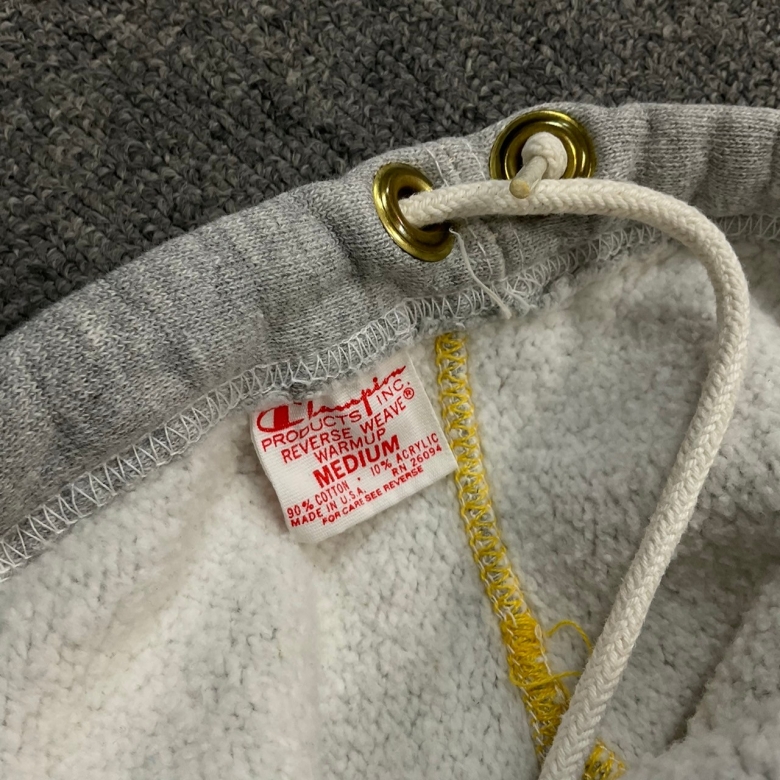 Champion
PRODUCTS INC.
REVERSE WEAVE®
WARMUP
MEDIUM
90% COTTON . 10% ACRYLIC
MADE IN U.S.A. RN 26094
FOR CARE SEE REVERSE